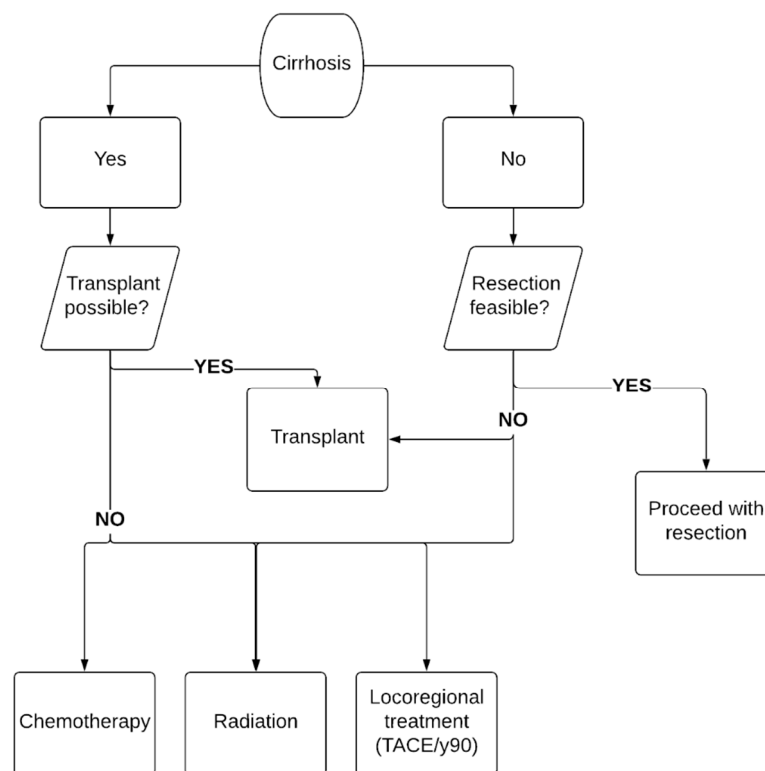 Cirrhosis
Yes
No
Transplant
possible?
Resection
feasible?
YES
YES
NO
Transplant
Proceed with
resection
NO
Chemotherapy
Radiation
Locoregional
treatment
(TACE/y90)